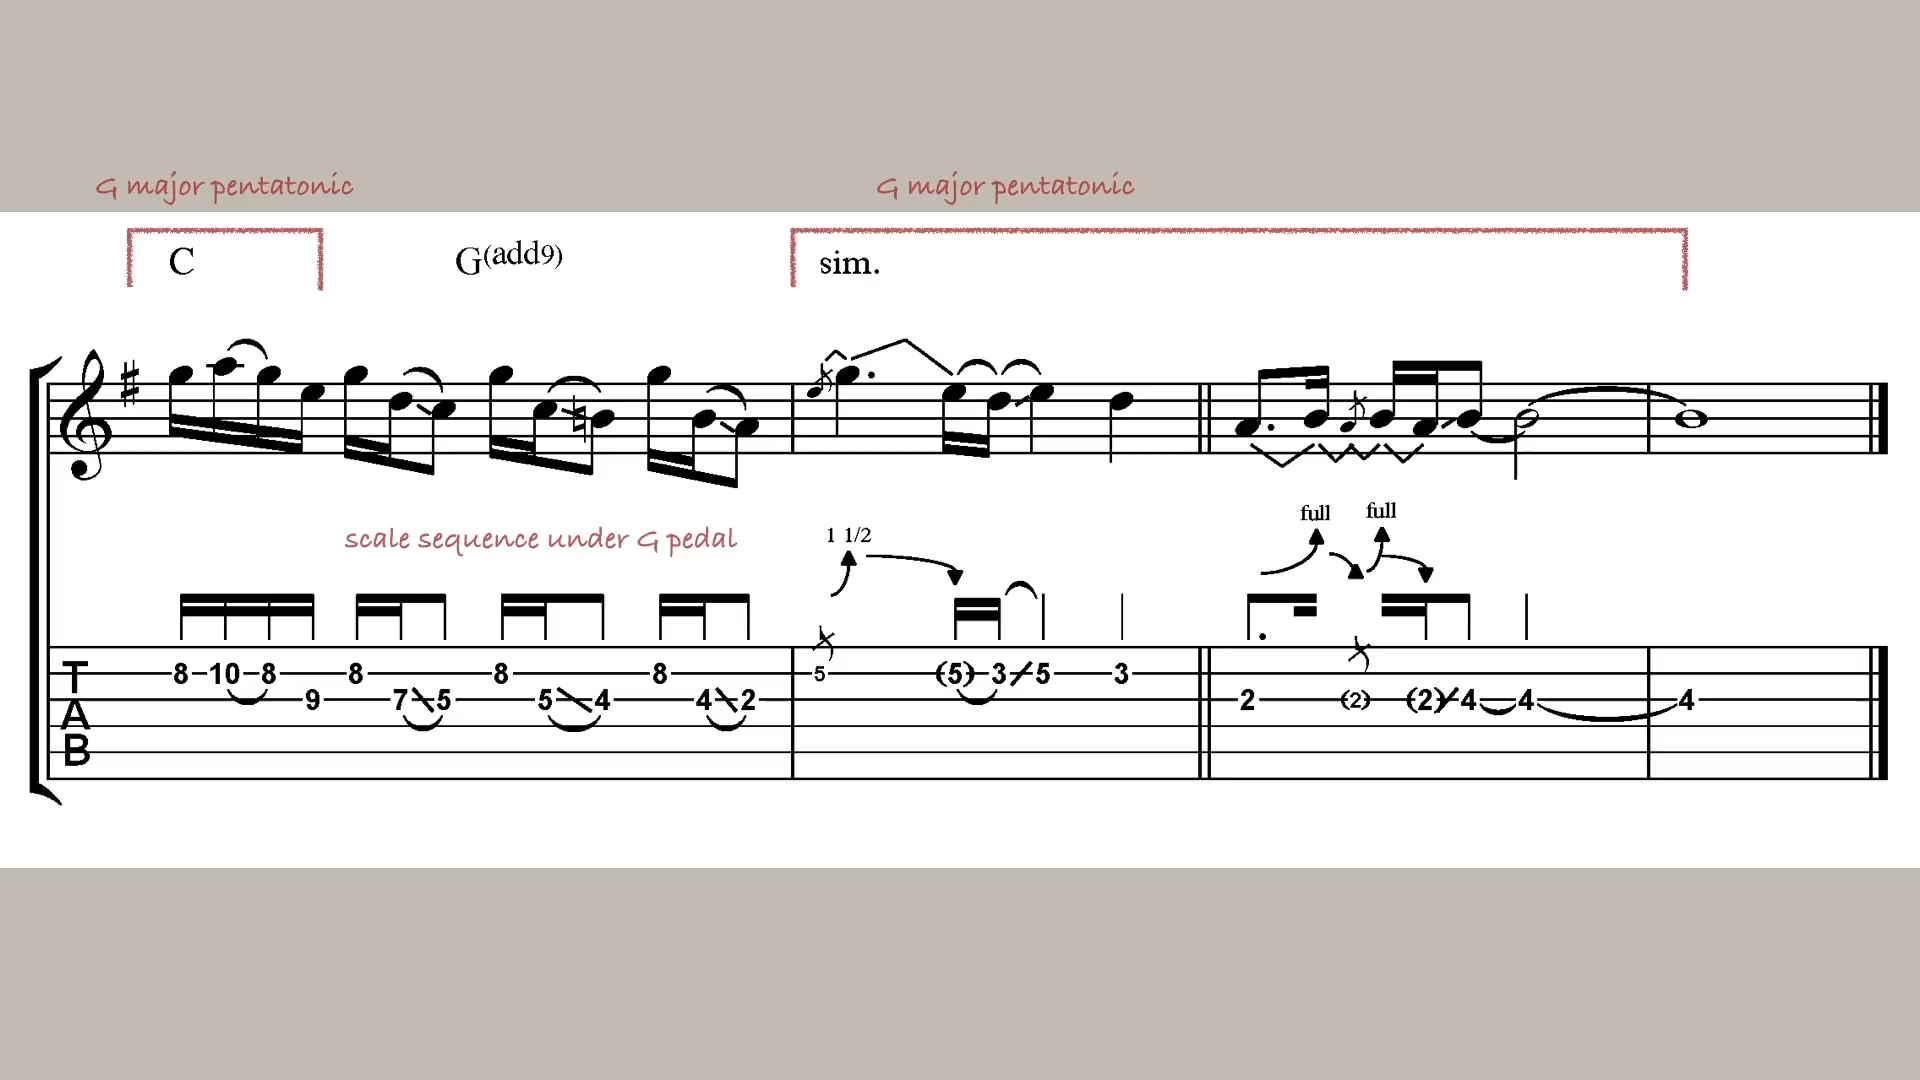 G major pentatonic G major pentatonic
C G(add9) sim.
full full
scale sequence under G pedal 1 1/2
T 8 10 8 8 8 8 5 (5) 3 5 3
A 9 7 5 5 4 4 2 2 (2) (2) 4 4 4
B